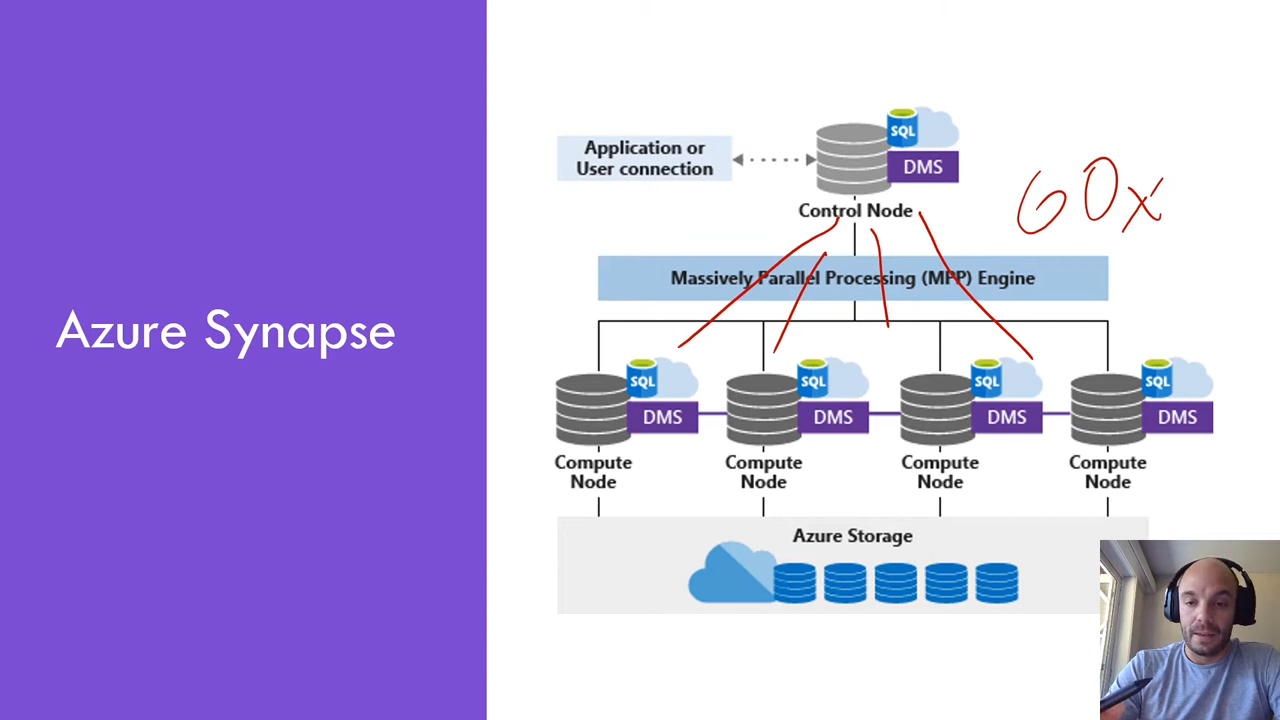 Azure Synapse
Application or
User connection
SQL
DMS
Control Node
60x
Massively Parallel Processing (MPP) Engine
SQL
DMS
SQL
DMS
SQL
DMS
SQL
DMS
Compute
Node
Compute
Node
Compute
Node
Compute
Node
Azure Storage